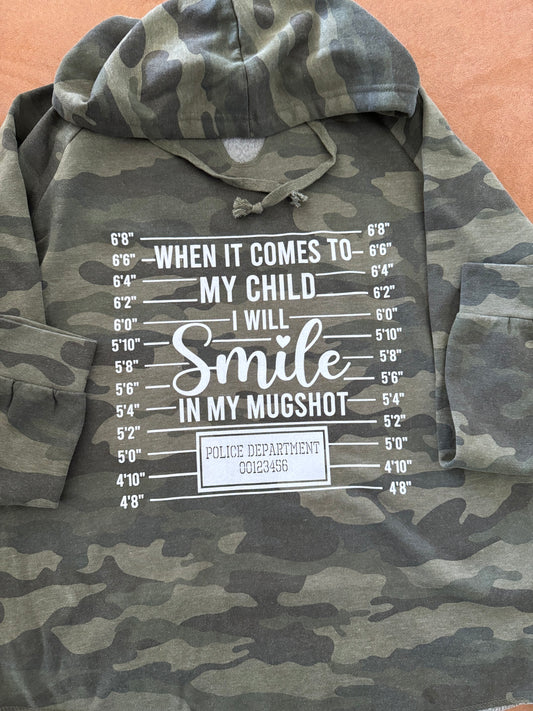 6'8" 6'8"
6'6" WHEN IT COMES TO 6'6"
6'4" 6'4"
6'2" MY CHILD 6'2"
6'0" I WILL 6'0"
5'10" 5'10"
5'8" Smile 5'8"
5'6" 5'6"
5'4" IN MY MUGSHOT 5'4"
5'2" 5'2"
5'0" POLICE DEPARTMENT 5'0"
4'10" 00123456 4'10"
4'8" 4'8"